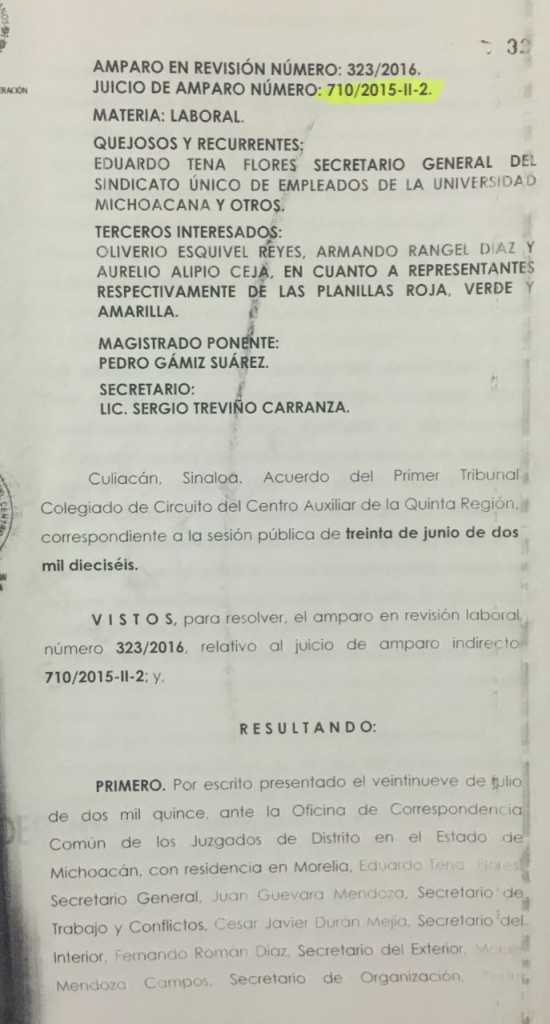 32
AMPARO EN REVISIÓN NÚMERO: 323/2016.
JUICIO DE AMPARO NÚMERO: 710/2015-II-2.
ERACIÓN
MATERIA: LABORAL.
QUEJOSOS Y RECURRENTES:
EDUARDO TENA FLORES SECRETARIO GENERAL DEL
SINDICATO ÚNICO DE EMPLEADOS DE LA UNIVERSIDAD
MICHOACANA Y OTROS.
TERCEROS INTERESADOS:
OLIVERIO ESQUIVEL REYES, ARMANDO RANGEL DIAZ Y
AURELIO ALIPIO CEJA, EN CUANTO A REPRESENTANTES
RESPECTIVAMENTE DE LAS PLANILLAS ROJA, VERDE Y
AMARILLA.
MAGISTRADO PONENTE:
PEDRO GÁMIZ SUÁREZ.
SECRETARIO:
LIC. SERGIO TREVIÑO CARRANZA.
Culiacán, Sinaloa, Acuerdo del Primer Tribunal
Colegiado de Circuito del Centro Auxiliar de la Quinta Región,
correspondiente a la sesión pública de treinta de junio de dos
mil dieciséis.
V I S T O S, para resolver, el amparo en revisión laboral,
número 323/2016, relativo al juicio de amparo indirecto
710/2015-II-2; y,
R E S U L T A N D O:
PRIMERO. Por escrito presentado el veintinueve de julio
de dos mil quince, ante la Oficina de Correspondencia
Común de los Juzgados de Distrito en el Estado de
Michoacán, con residencia en Morelia, Eduardo Tena Flores
Secretario General, Juan Guevara Mendoza, Secretario de
Trabajo y Conflictos, Cesar Javier Durán Mejía, Secretario del
Interior, Fernando Roman Diaz, Secretario del Exterior,
Mendoza Campos, Secretario de Organización,